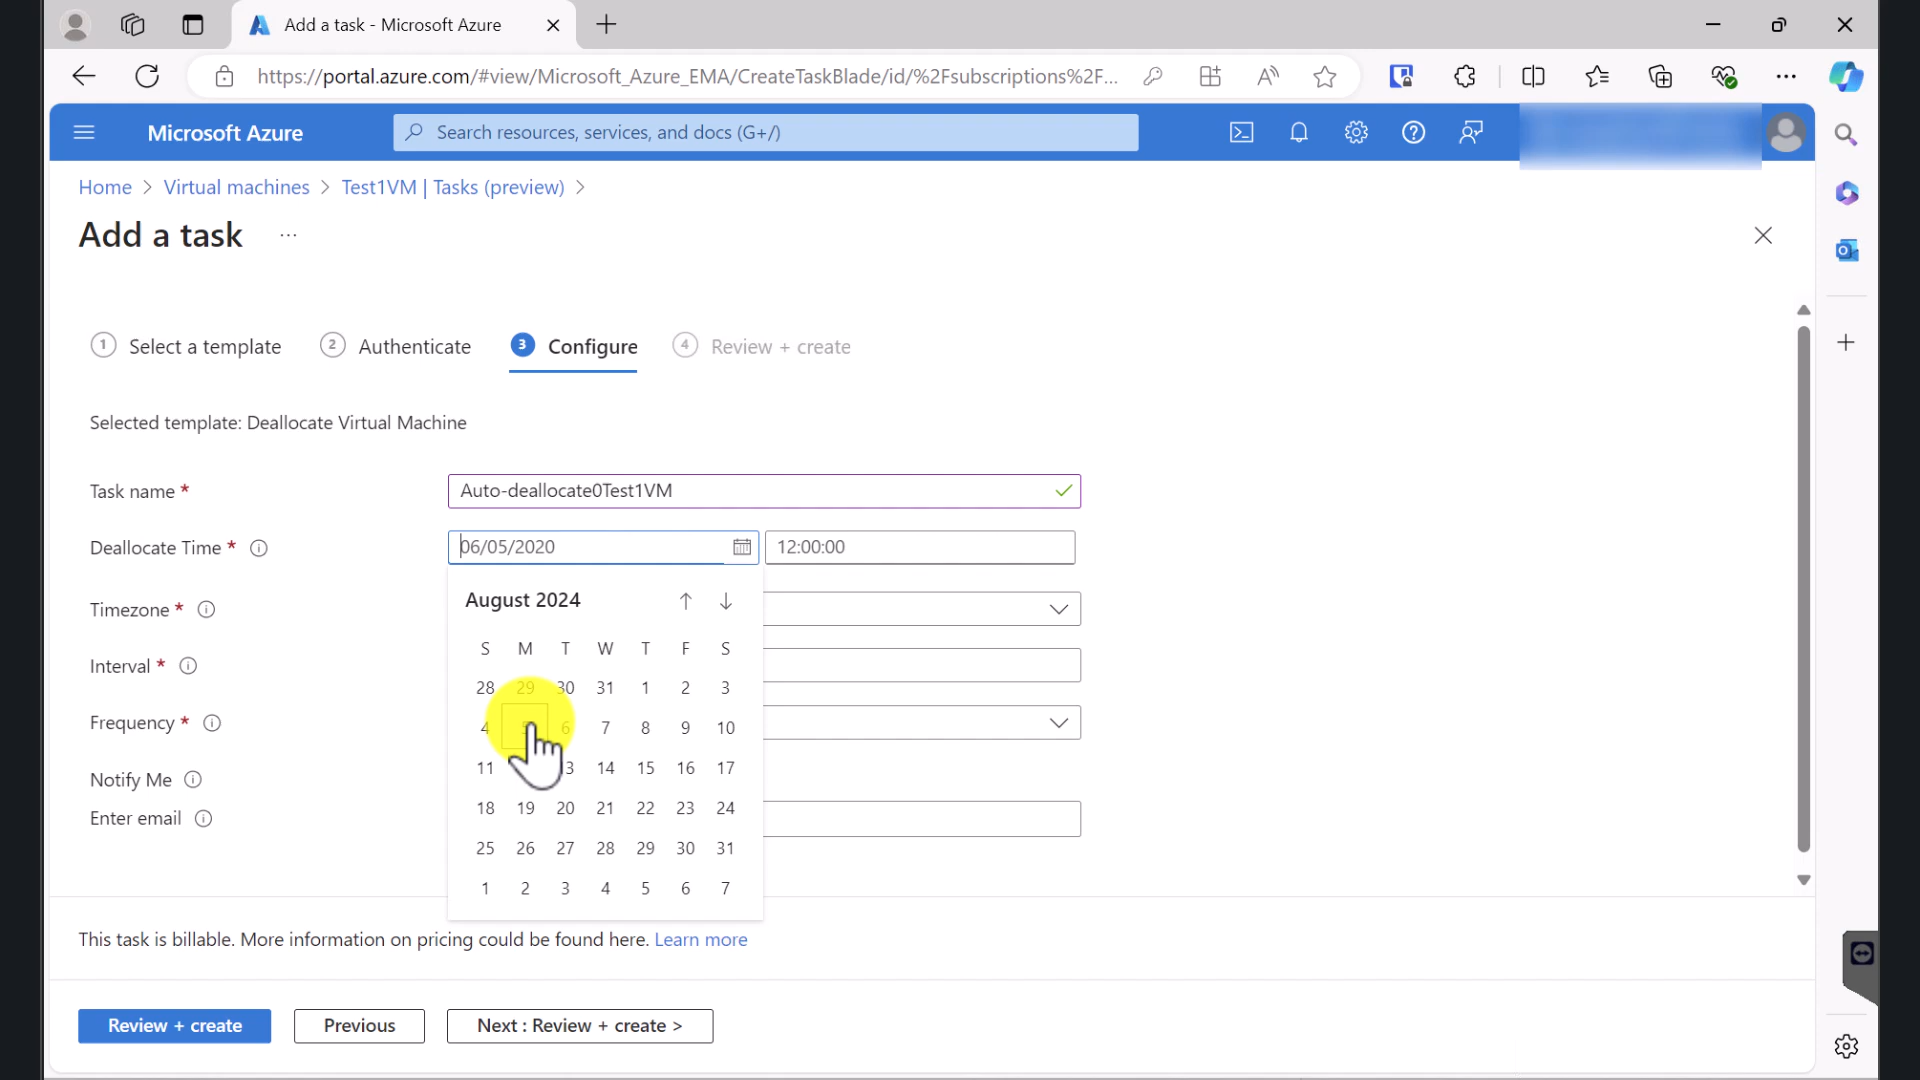 Add a task - Microsoft Azure
https://portal.azure.com/#view/Microsoft_Azure_EMA/CreateTaskBlade/id/%2Fsubscriptions%2F...
Microsoft Azure
Search resources, services, and docs (G+/)
Home > Virtual machines > Test1VM | Tasks (preview) >
Add a task ...
1 Select a template 2 Authenticate 3 Configure 4 Review + create
Selected template: Deallocate Virtual Machine
Task name * Auto-deallocate0Test1VM
Deallocate Time * 06/05/2020 12:00:00
August 2024
Timezone *
S M T W T F S
Interval *
28 29 30 31 1 2 3
Frequency *
4 5 6 7 8 9 10
Notify Me
11 13 14 15 16 17
Enter email
18 19 20 21 22 23 24
25 26 27 28 29 30 31
1 2 3 4 5 6 7
This task is billable. More information on pricing could be found here. Learn more
Review + create Previous Next : Review + create >